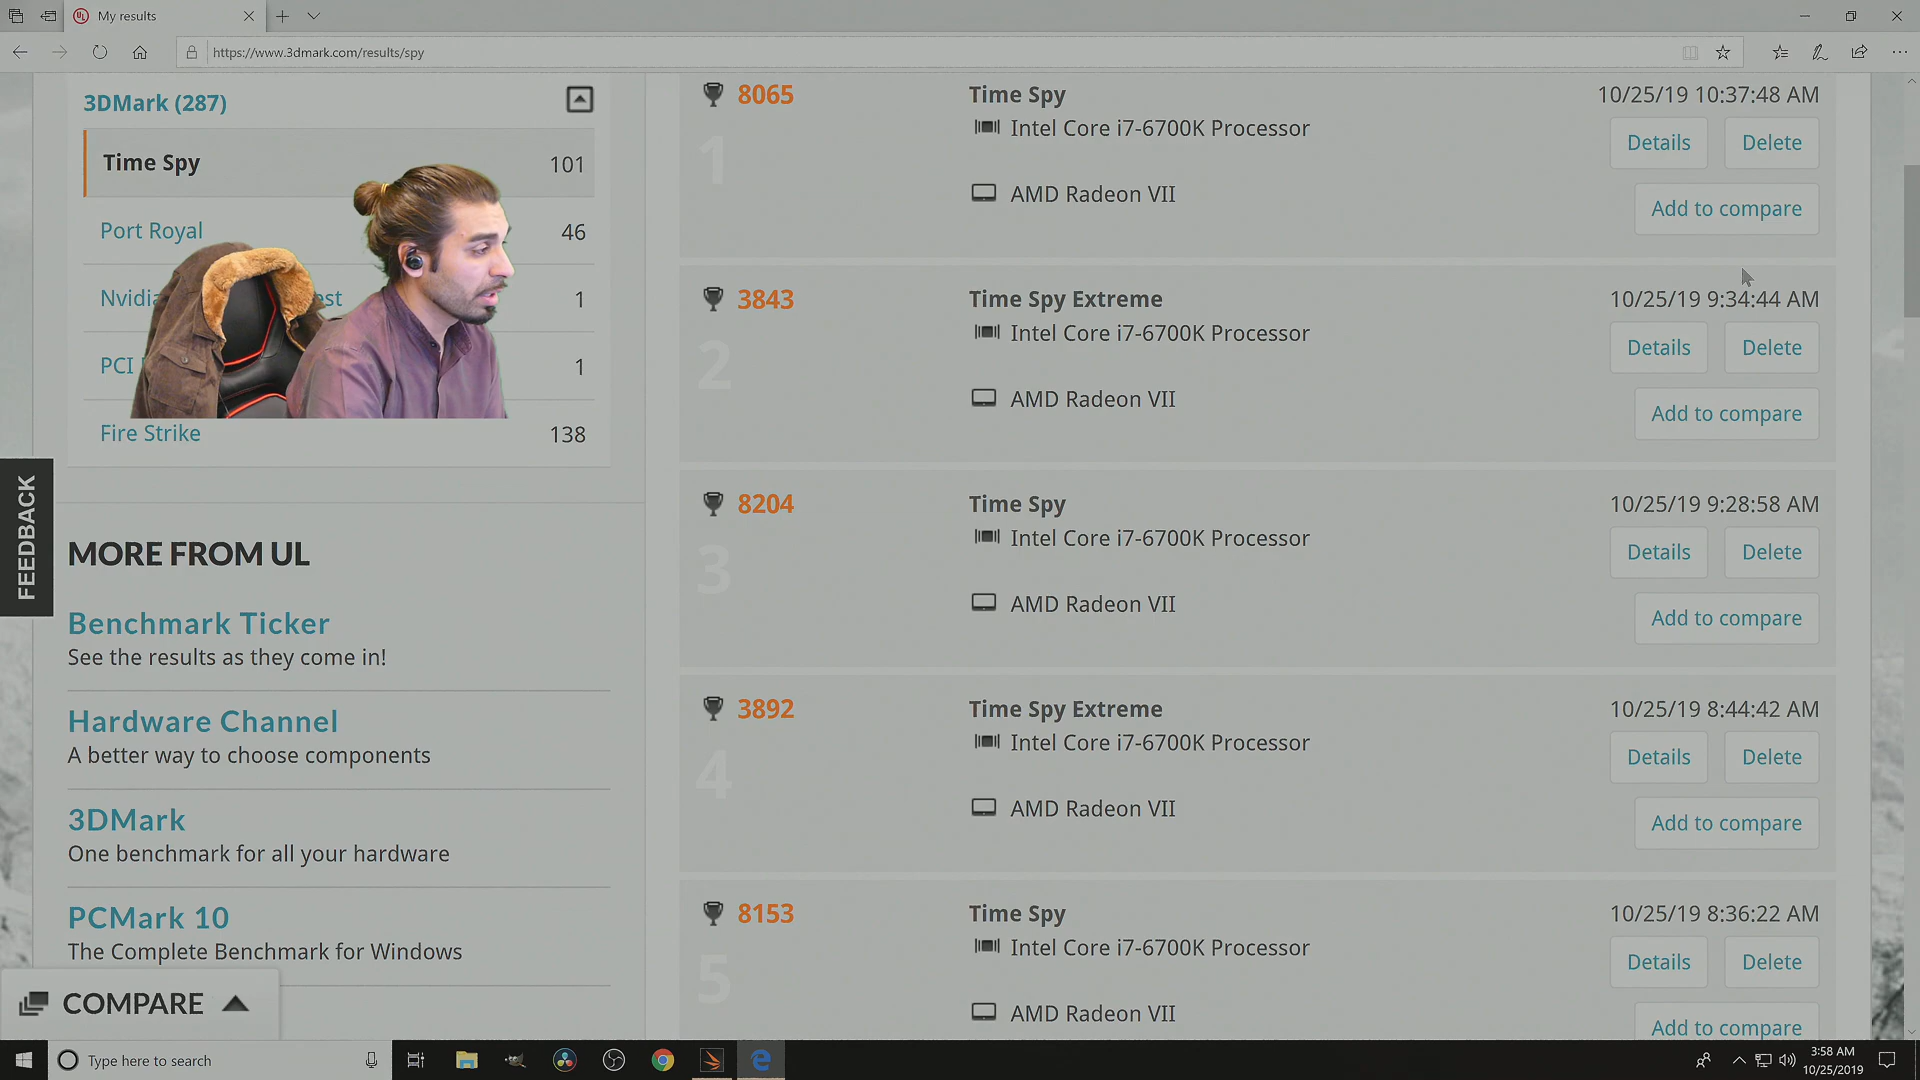 My results
https://www.3dmark.com/results/spy
3DMark (287)
Time Spy 101
Port Royal 46
Nvidia est 1
PCI 1
Fire Strike 138
FEEDBACK
MORE FROM UL
Benchmark Ticker
See the results as they come in!
Hardware Channel
A better way to choose components
3DMark
One benchmark for all your hardware
PCMark 10
The Complete Benchmark for Windows
COMPARE
8065 Time Spy 10/25/19 10:37:48 AM
1 Intel Core i7-6700K Processor Details Delete
AMD Radeon VII Add to compare
3843 Time Spy Extreme 10/25/19 9:34:44 AM
2 Intel Core i7-6700K Processor Details Delete
AMD Radeon VII Add to compare
8204 Time Spy 10/25/19 9:28:58 AM
3 Intel Core i7-6700K Processor Details Delete
AMD Radeon VII Add to compare
3892 Time Spy Extreme 10/25/19 8:44:42 AM
4 Intel Core i7-6700K Processor Details Delete
AMD Radeon VII Add to compare
8153 Time Spy 10/25/19 8:36:22 AM
5 Intel Core i7-6700K Processor Details Delete
AMD Radeon VII Add to compare
Type here to search
3:58 AM
10/25/2019